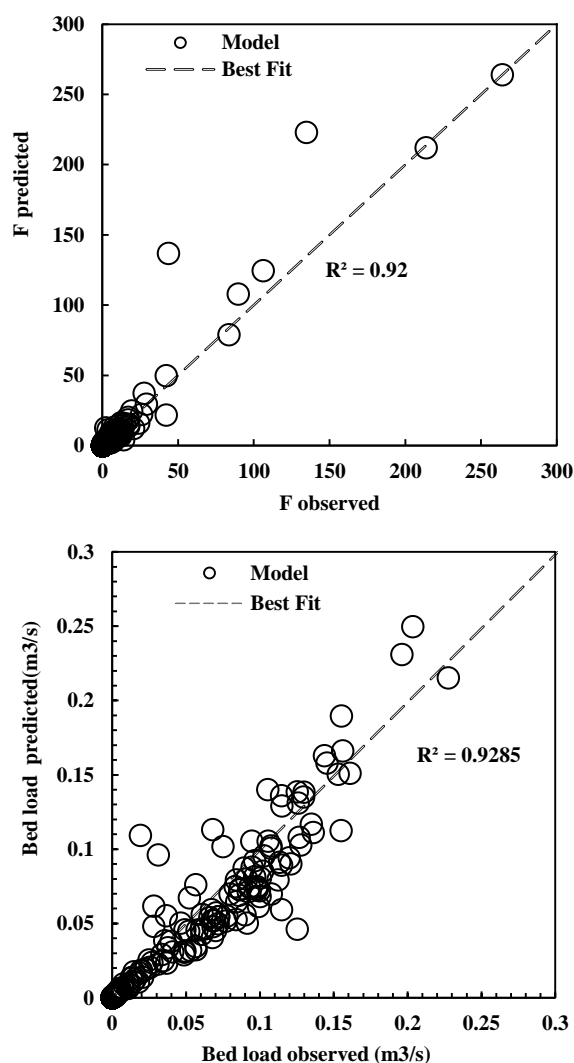 300
Model
Best Fit
250
200
F predicted
150
R² = 0.92
100
50
0
0 50 100 150 200 250 300
F observed
0.3
Model
Best Fit
0.25
0.2
Bed load predicted(m3/s)
R² = 0.9285
0.15
0.1
0.05
0
0 0.05 0.1 0.15 0.2 0.25 0.3
Bed load observed (m3/s)